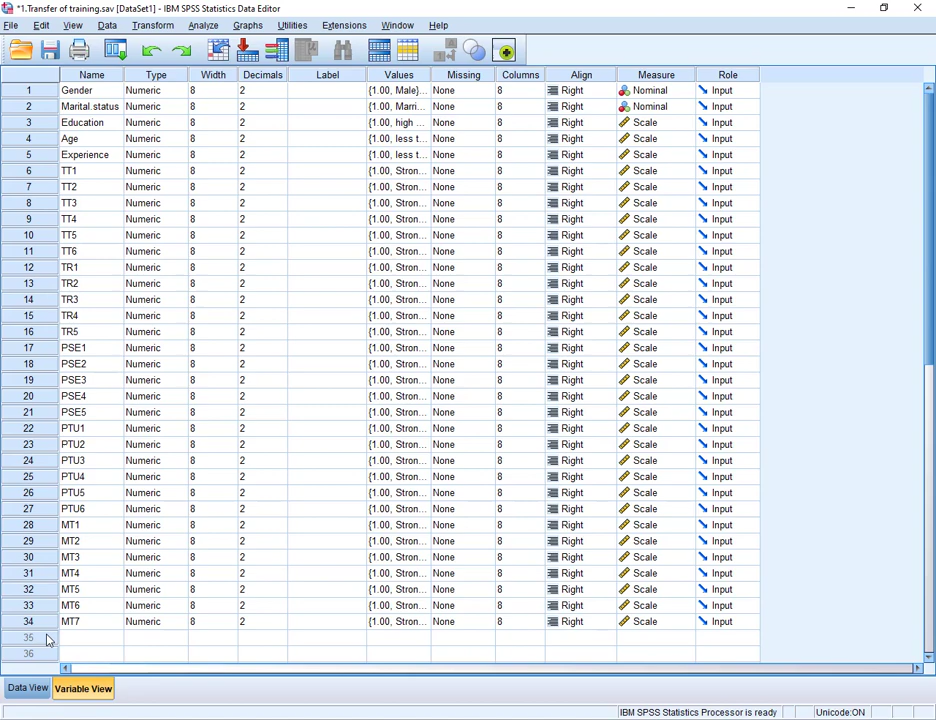 *1.Transfer of training.sav [DataSet1] - IBM SPSS Statistics Data Editor
File Edit View Data Transform Analyze Graphs Utilities Extensions Window Help
Name Type Width Decimals Label Values Missing Columns Align Measure Role
1 Gender Numeric 8 2 {1.00, Male}... None 8 Right Nominal Input
2 Marital.status Numeric 8 2 {1.00, Marri... None 8 Right Nominal Input
3 Education Numeric 8 2 {1.00, high ... None 8 Right Scale Input
4 Age Numeric 8 2 {1.00, less t... None 8 Right Scale Input
5 Experience Numeric 8 2 {1.00, less t... None 8 Right Scale Input
6 TT1 Numeric 8 2 {1.00, Stron... None 8 Right Scale Input
7 TT2 Numeric 8 2 {1.00, Stron... None 8 Right Scale Input
8 TT3 Numeric 8 2 {1.00, Stron... None 8 Right Scale Input
9 TT4 Numeric 8 2 {1.00, Stron... None 8 Right Scale Input
10 TT5 Numeric 8 2 {1.00, Stron... None 8 Right Scale Input
11 TT6 Numeric 8 2 {1.00, Stron... None 8 Right Scale Input
12 TR1 Numeric 8 2 {1.00, Stron... None 8 Right Scale Input
13 TR2 Numeric 8 2 {1.00, Stron... None 8 Right Scale Input
14 TR3 Numeric 8 2 {1.00, Stron... None 8 Right Scale Input
15 TR4 Numeric 8 2 {1.00, Stron... None 8 Right Scale Input
16 TR5 Numeric 8 2 {1.00, Stron... None 8 Right Scale Input
17 PSE1 Numeric 8 2 {1.00, Stron... None 8 Right Scale Input
18 PSE2 Numeric 8 2 {1.00, Stron... None 8 Right Scale Input
19 PSE3 Numeric 8 2 {1.00, Stron... None 8 Right Scale Input
20 PSE4 Numeric 8 2 {1.00, Stron... None 8 Right Scale Input
21 PSE5 Numeric 8 2 {1.00, Stron... None 8 Right Scale Input
22 PTU1 Numeric 8 2 {1.00, Stron... None 8 Right Scale Input
23 PTU2 Numeric 8 2 {1.00, Stron... None 8 Right Scale Input
24 PTU3 Numeric 8 2 {1.00, Stron... None 8 Right Scale Input
25 PTU4 Numeric 8 2 {1.00, Stron... None 8 Right Scale Input
26 PTU5 Numeric 8 2 {1.00, Stron... None 8 Right Scale Input
27 PTU6 Numeric 8 2 {1.00, Stron... None 8 Right Scale Input
28 MT1 Numeric 8 2 {1.00, Stron... None 8 Right Scale Input
29 MT2 Numeric 8 2 {1.00, Stron... None 8 Right Scale Input
30 MT3 Numeric 8 2 {1.00, Stron... None 8 Right Scale Input
31 MT4 Numeric 8 2 {1.00, Stron... None 8 Right Scale Input
32 MT5 Numeric 8 2 {1.00, Stron... None 8 Right Scale Input
33 MT6 Numeric 8 2 {1.00, Stron... None 8 Right Scale Input
34 MT7 Numeric 8 2 {1.00, Stron... None 8 Right Scale Input
35
36
Data View Variable View
IBM SPSS Statistics Processor is ready Unicode:ON